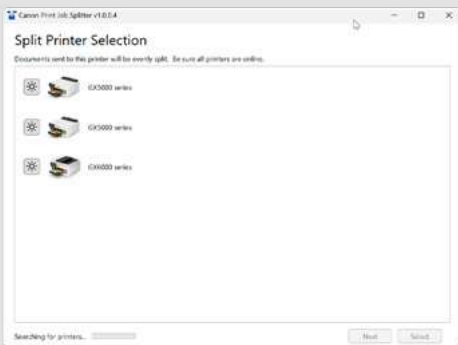 Canon Print Job Splitter v1.0.0.4
Split Printer Selection
Documents sent to this printer will be evenly split. Be sure all printers are online.
GX5000 series
GX5000 series
GX6000 series
Searching for printers..
Next Select